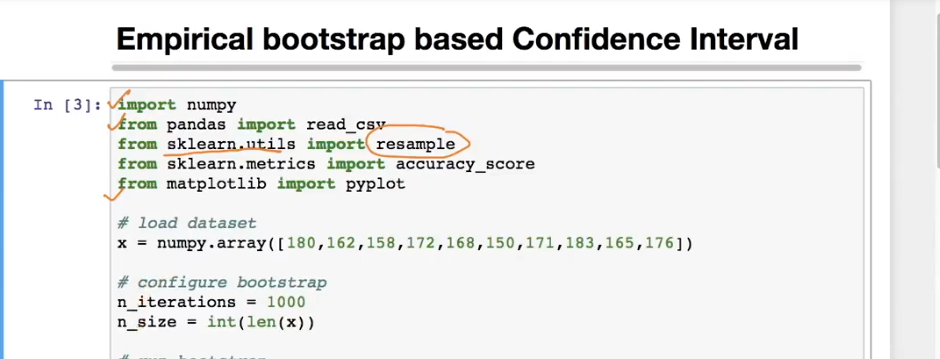 Empirical bootstrap based Confidence Interval
In [3]: import numpy
from pandas import read_csv
from sklearn.utils import resample
from sklearn.metrics import accuracy_score
from matplotlib import pyplot
# load dataset
x = numpy.array([180,162,158,172,168,150,171,183,165,176])
# configure bootstrap
n_iterations = 1000
n_size = int(len(x))